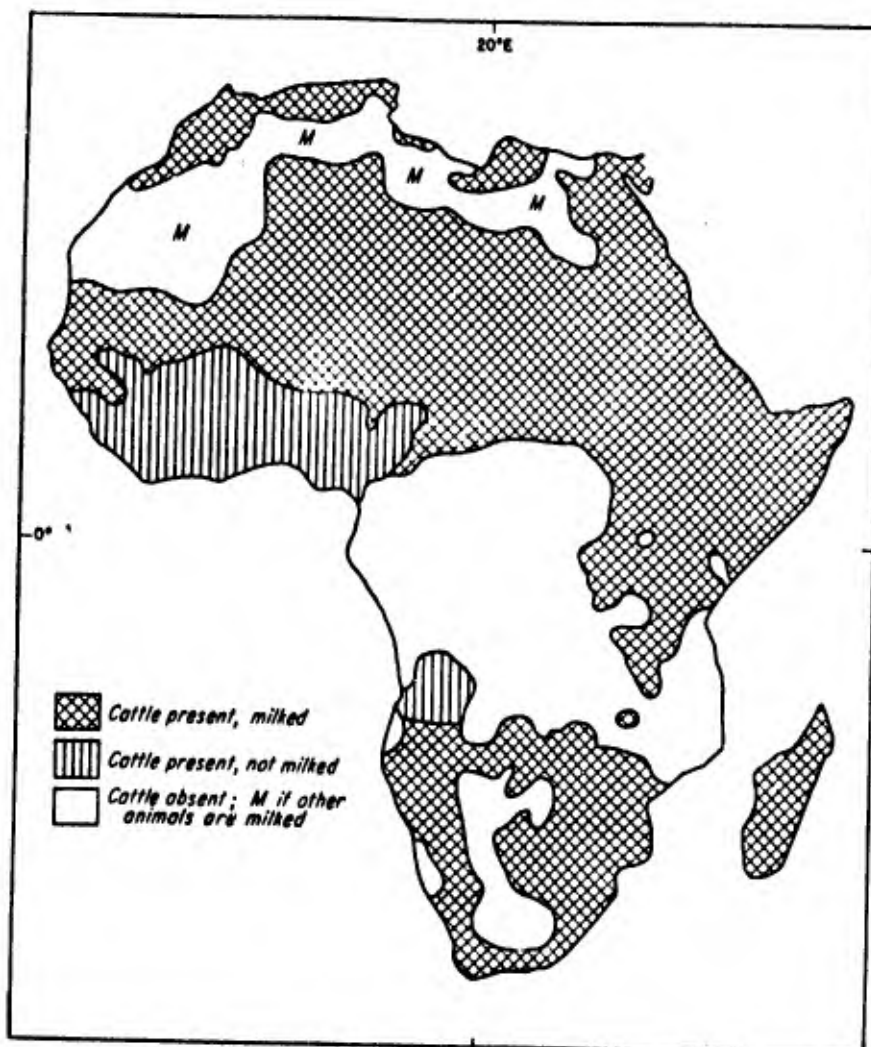 20°E
M
M
M
M
0°
Cattle present, milked
Cattle present, not milked
Cattle absent; M if other
animals are milked